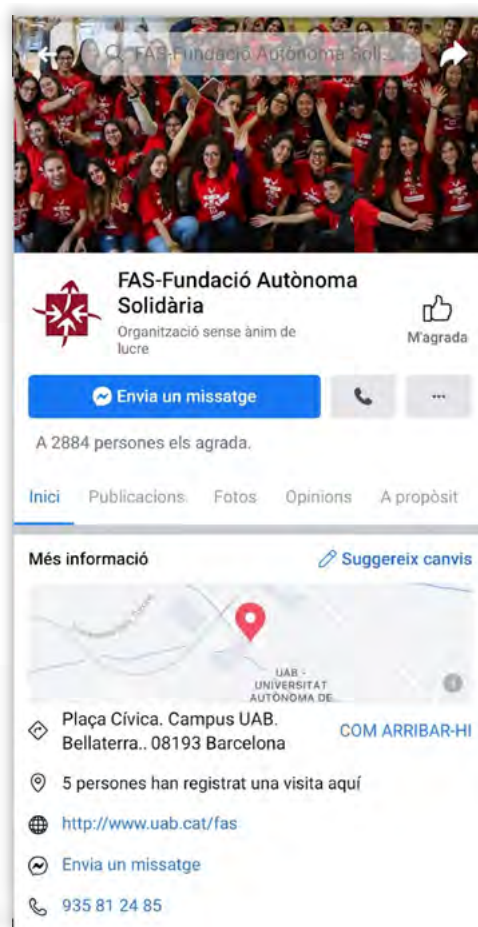 FAS-Fundació Autònoma Soli...
FAS-Fundació Autònoma
Solidària
Organització sense ànim de
lucre
M'agrada
Envia un missatge
A 2884 persones els agrada.
Inici Publicacions Fotos Opinions A propòsit
Més informació
Suggereix canvis
UAB -
UNIVERSITAT
AUTÒNOMA DE...
Plaça Cívica. Campus UAB.
Bellaterra.. 08193 Barcelona
COM ARRIBAR-HI
5 persones han registrat una visita aquí
http://www.uab.cat/fas
Envia un missatge
935 81 24 85